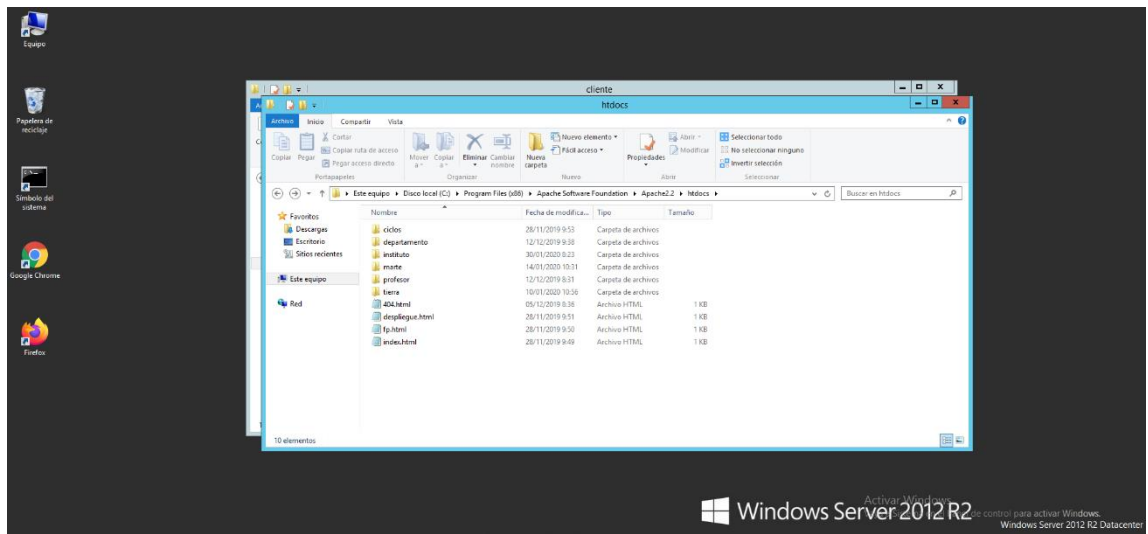 Equipo
Papelera de
reciclaje
Símbolo del
sistema
Google Chrome
Firefox
cliente
htdocs
Archivo Inicio Compartir Vista
Copiar Pegar
Cortar
Copiar ruta de acceso
Pegar acceso directo
Portapapeles
Mover a Copiar a Eliminar Cambiar nombre
Organizar
Nueva carpeta
Nuevo elemento
Fácil acceso
Nuevo
Propiedades
Abrir
Modificar
Abrir
Seleccionar todo
No seleccionar ninguno
Invertir selección
Seleccionar
Este equipo Disco local (C:) Program Files (x86) Apache Software Foundation Apache2.2 htdocs
Buscar en htdocs
Favoritos
Descargas
Escritorio
Sitios recientes
Este equipo
Red
Nombre Fecha de modifica... Tipo Tamaño
ciclos 28/11/2019 9:53 Carpeta de archivos
departamento 12/12/2019 9:38 Carpeta de archivos
instituto 30/01/2020 8:23 Carpeta de archivos
marte 14/01/2020 10:31 Carpeta de archivos
profesor 12/12/2019 8:31 Carpeta de archivos
tierra 10/01/2020 10:56 Carpeta de archivos
404.html 05/12/2019 8:36 Archivo HTML 1 KB
despliegue.html 28/11/2019 9:51 Archivo HTML 1 KB
fp.html 28/11/2019 9:50 Archivo HTML 1 KB
index.html 28/11/2019 9:49 Archivo HTML 1 KB
10 elementos
Windows Server 2012 R2
Activar Windows
de control para activar Windows.
Windows Server 2012 R2 Datacenter